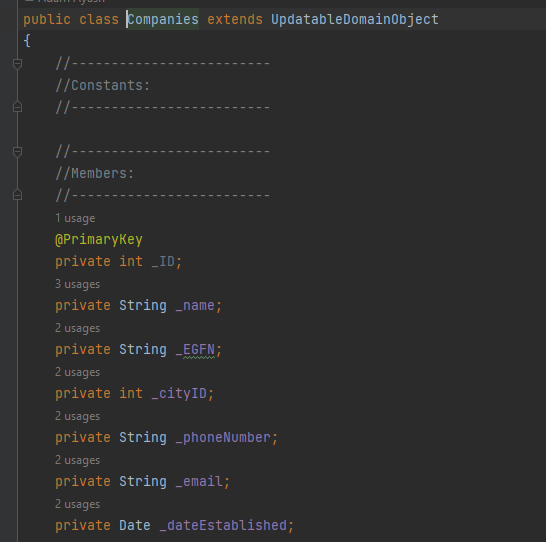 public class Companies extends UpdatableDomainObject
{
//-------------------------
//Constants:
//-------------------------
//-------------------------
//Members:
//-------------------------
1 usage
@PrimaryKey
private int _ID;
3 usages
private String _name;
2 usages
private String _EGFN;
2 usages
private int _cityID;
2 usages
private String _phoneNumber;
2 usages
private String _email;
2 usages
private Date _dateEstablished;